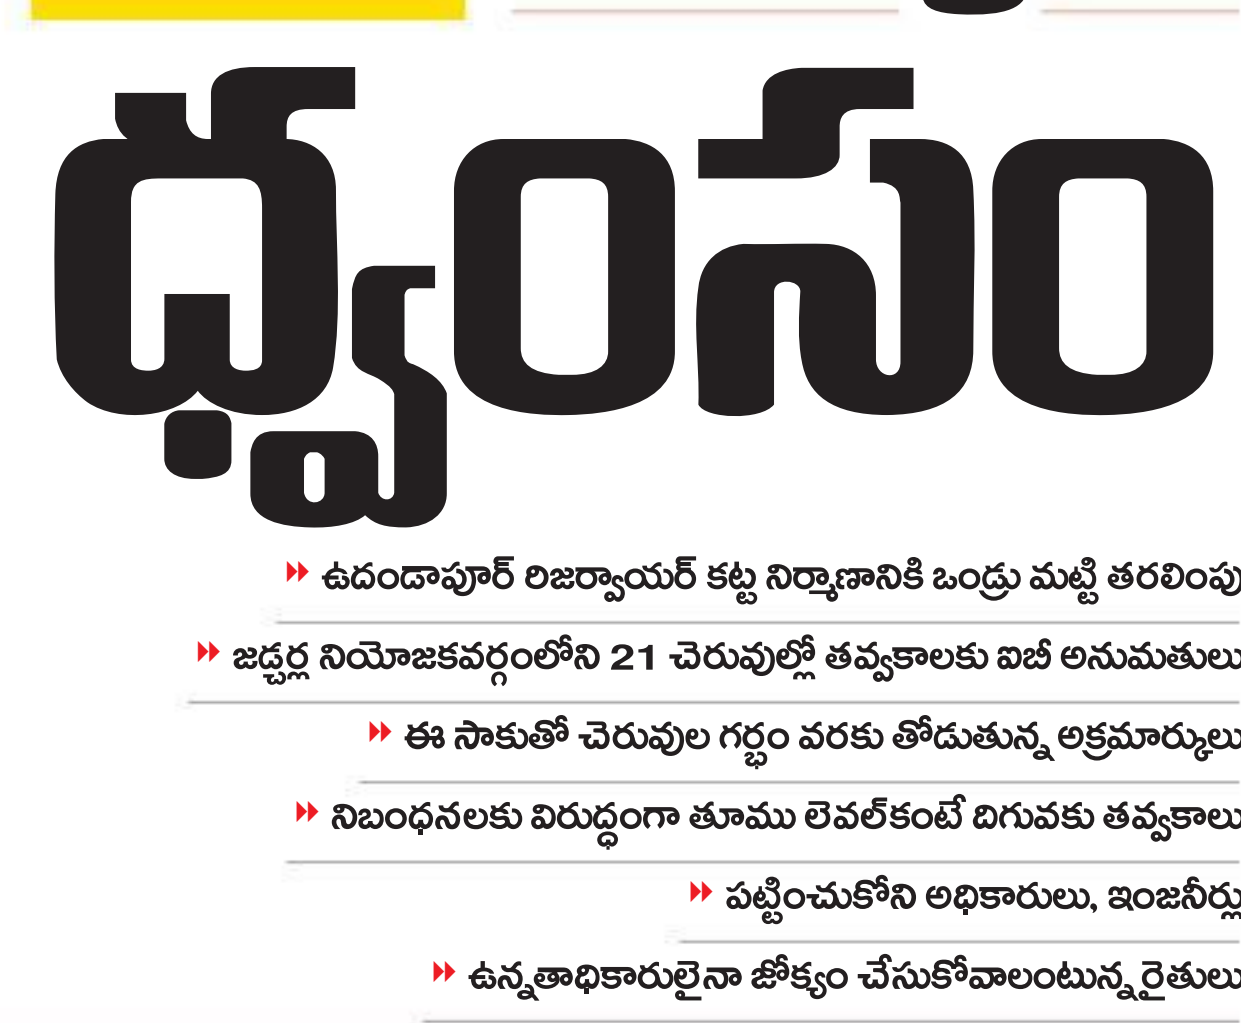 ధ్వంసం
ఉదండాపూర్ రిజర్వాయర్ కట్ట నిర్మాణానికి ఒండ్రు మట్టి తరలింపు
జడ్చర్ల నియోజకవర్గంలోని 21 చెరువుల్లో తవ్వకాలకు ఐబీ అనుమతులు
ఈ సాకుతో చెరువుల గర్భం వరకు తోడుతున్న అక్రమార్కులు
నిబంధనలకు విరుద్ధంగా తూము లెవల్‌కంటే దిగువకు తవ్వకాలు
పట్టించుకోని అధికారులు, ఇంజనీర్లు
ఉన్నతాధికారులైనా జోక్యం చేసుకోవాలంటున్న రైతులు